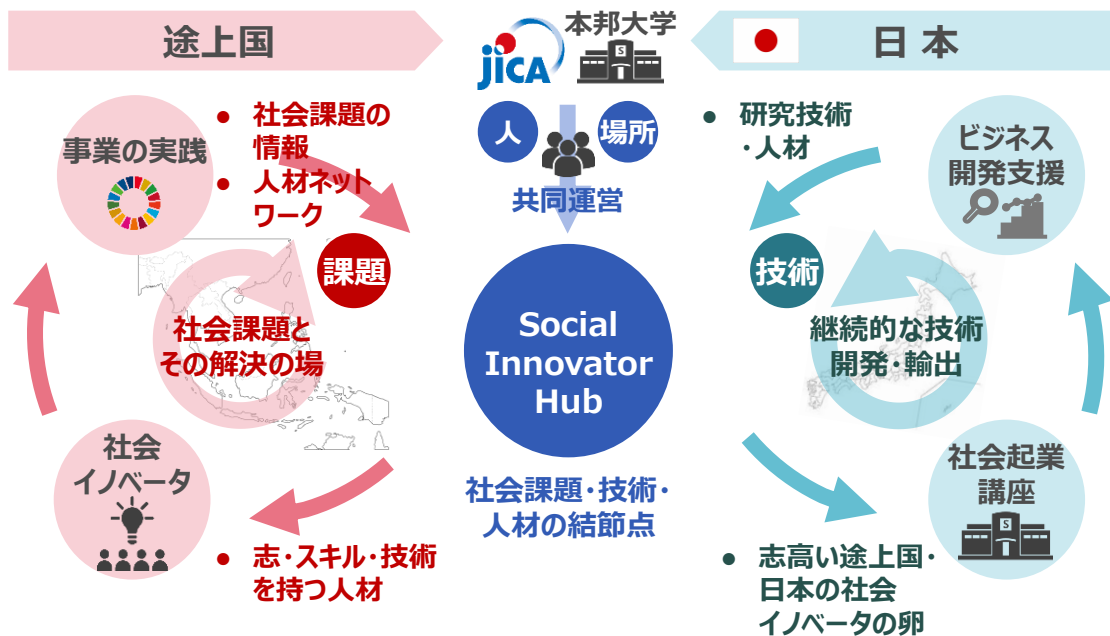 途上国
jICA
本邦大学
S
日 本
人
場所
共同運営
事業の実践
● 社会課題の
情報
● 人材ネット
ワーク
課題
社会課題と
その解決の場
社会
イノベータ
● 志・スキル・技術
を持つ人材
Social
Innovator
Hub
社会課題・技術・
人材の結節点
● 研究技術
・人材
ビジネス
開発支援
技術
継続的な技術
開発・輸出
社会起業
講座
S
● 志高い途上国・
日本の社会
イノベータの卵